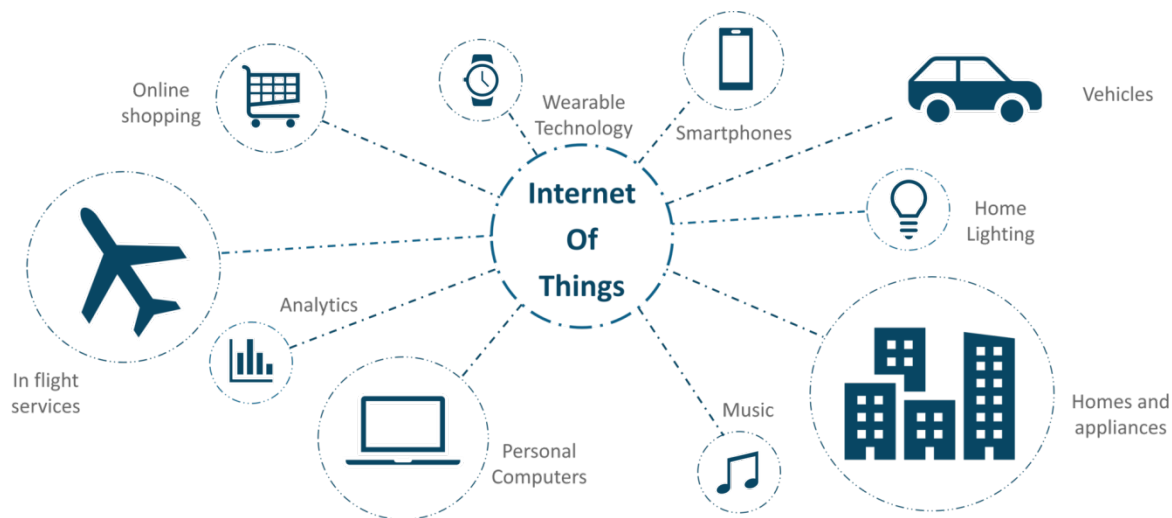 Online
shopping
Wearable
Technology
Smartphones
Vehicles
Internet
Of
Things
Home
Lighting
Analytics
In flight
services
Personal
Computers
Music
Homes and
appliances